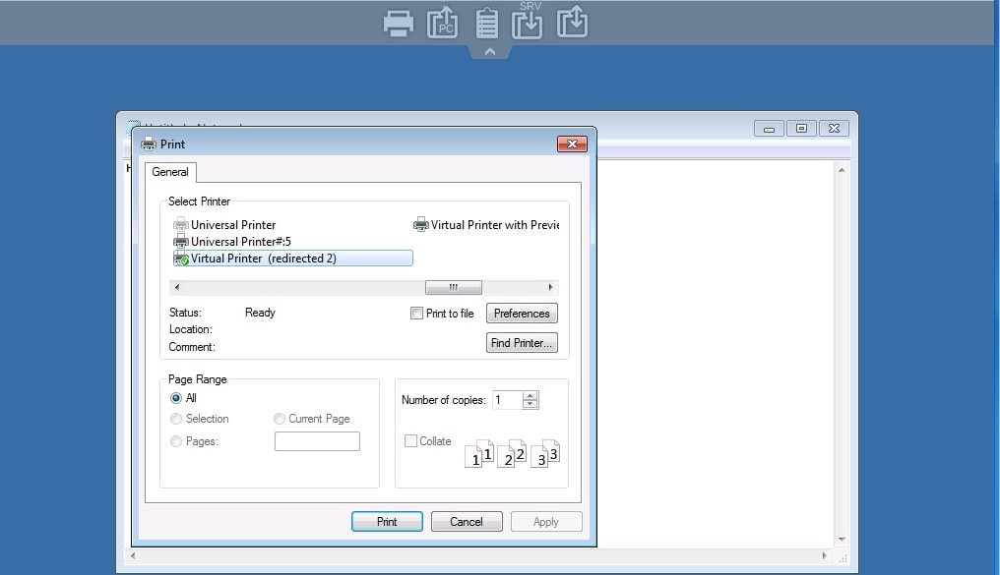 SRV
PC
Print
General
Select Printer
Universal Printer
Virtual Printer with Previe
Universal Printer#:5
Virtual Printer (redirected 2)
Status: Ready
Print to file
Preferences
Location:
Comment:
Find Printer...
Page Range
All
Number of copies: 1
Selection
Current Page
Pages:
Collate
1 1 2 2 3 3
Print
Cancel
Apply